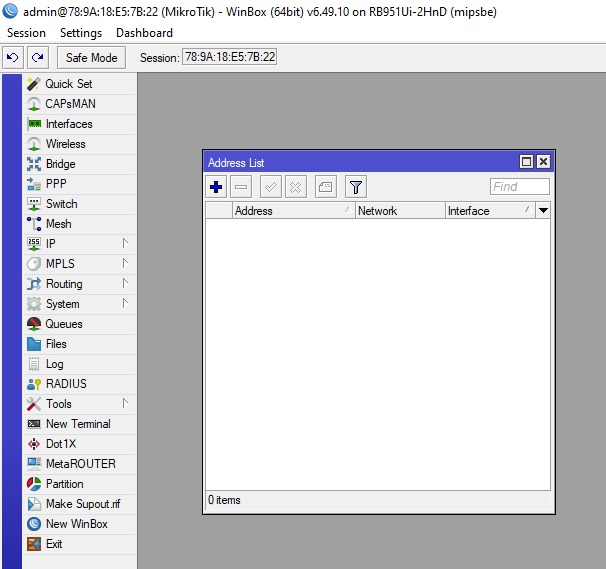 admin@78:9A:18:E5:7B:22 (MikroTik) - WinBox (64bit) v6.49.10 on RB951Ui-2HnD (mipsbe)
Session Settings Dashboard
Safe Mode Session: 78:9A:18:E5:7B:22
Quick Set
CAPsMAN
Interfaces
Wireless
Bridge
PPP
Switch
Mesh
IP
MPLS
Routing
System
Queues
Files
Log
RADIUS
Tools
New Terminal
Dot1X
MetaROUTER
Partition
Make Supout.rif
New WinBox
Exit
Address List
Find
Address Network Interface
0 items